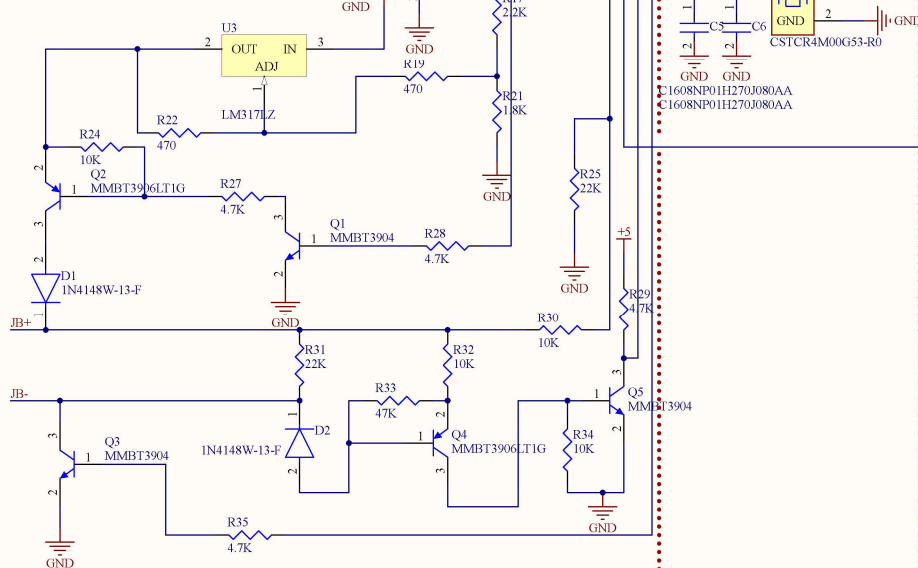 GND
2.2K
U3
2
OUT
IN
3
ADJ
1
LM317LZ
GND
R19
470
R21
1.8K
R22
470
GND
R24
10K
2
Q2
MMBT3906LT1G
1
3
R27
4.7K
3
Q1
MMBT3904
1
2
GND
R28
4.7K
R25
22K
GND
+5
R29
4.7K
2
D1
1N4148W-13-F
1
JB+
R30
10K
R31
22K
R32
10K
JB-
R33
47K
3
Q3
MMBT3904
1
2
GND
1
D2
1N4148W-13-F
2
2
1
Q4
MMBT3906LT1G
3
3
1
Q5
MMBT3904
2
R34
10K
GND
R35
4.7K
1
C5
2
GND
1
C6
2
GND
GND
2
GND
CSTCR4M00G53-R0
C1608NP01H270J080AA
C1608NP01H270J080AA